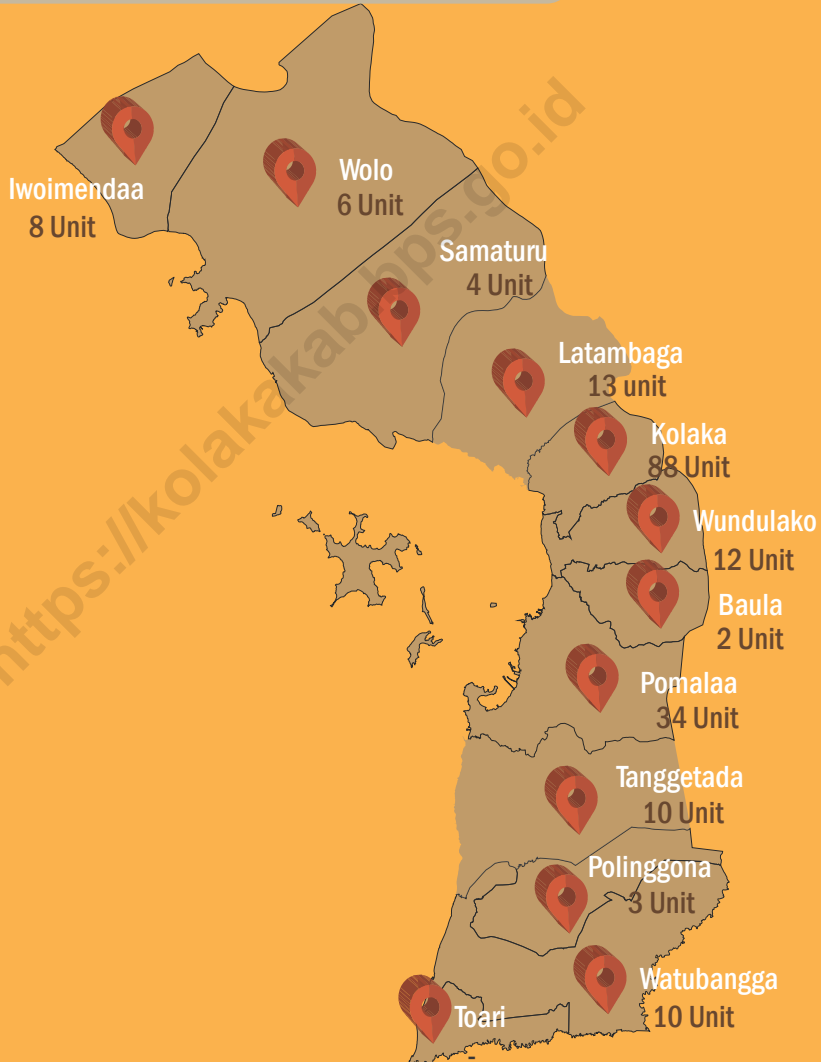 Iwoimendaa
8 Unit
Wolo
6 Unit
Samaturu
4 Unit
Latambaga
13 unit
Kolaka
88 Unit
Wundulako
12 Unit
Baula
2 Unit
Pomalaa
34 Unit
Tanggetada
10 Unit
Polinggona
3 Unit
Watubangga
10 Unit
Toari
-
https://kolakakab.bps.go.id